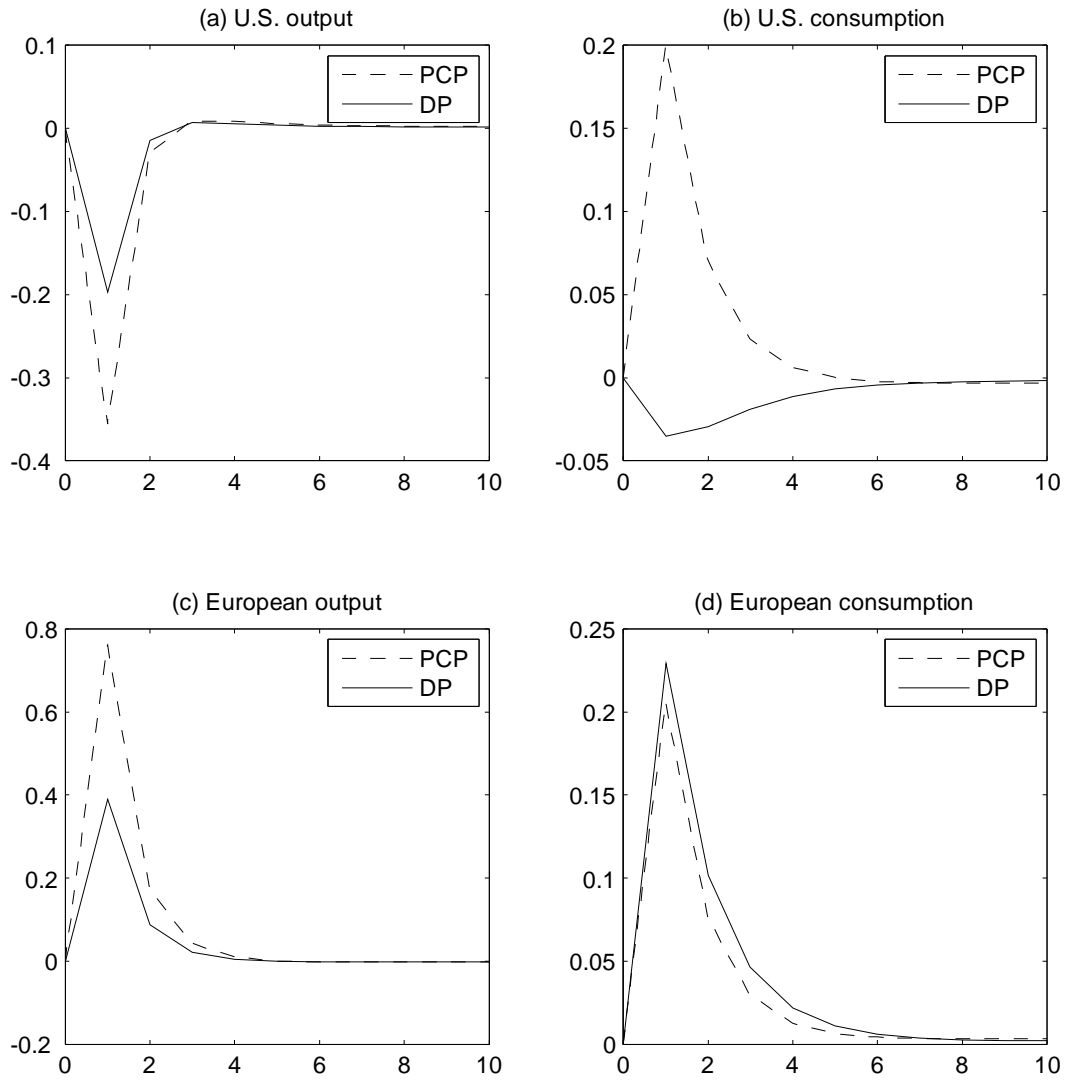 (a) U.S. output
0.1
0
-0.1
-0.2
-0.3
-0.4
0 2 4 6 8 10
PCP
DP
(b) U.S. consumption
0.2
0.15
0.1
0.05
0
-0.05
0 2 4 6 8 10
PCP
DP
(c) European output
0.8
0.6
0.4
0.2
0
-0.2
0 2 4 6 8 10
PCP
DP
(d) European consumption
0.25
0.2
0.15
0.1
0.05
0
0 2 4 6 8 10
PCP
DP